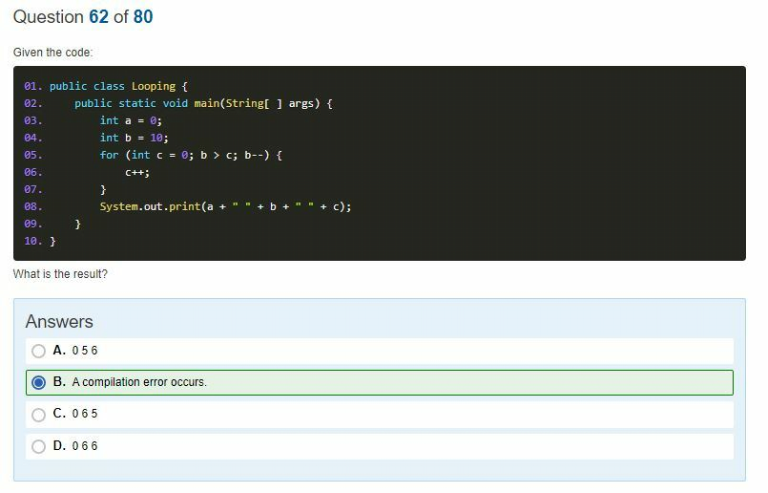 Question 62 of 80
Given the code:
01. public class Looping {
02.     public static void main(String[ ] args) {
03.         int a = 0;
04.         int b = 10;
05.         for (int c = 0; b > c; b--) {
06.             c++;
07.         }
08.         System.out.print(a + " " + b + " " + c);
09.     }
10. }
What is the result?
Answers
A. 0 5 6
B. A compilation error occurs.
C. 0 6 5
D. 0 6 6